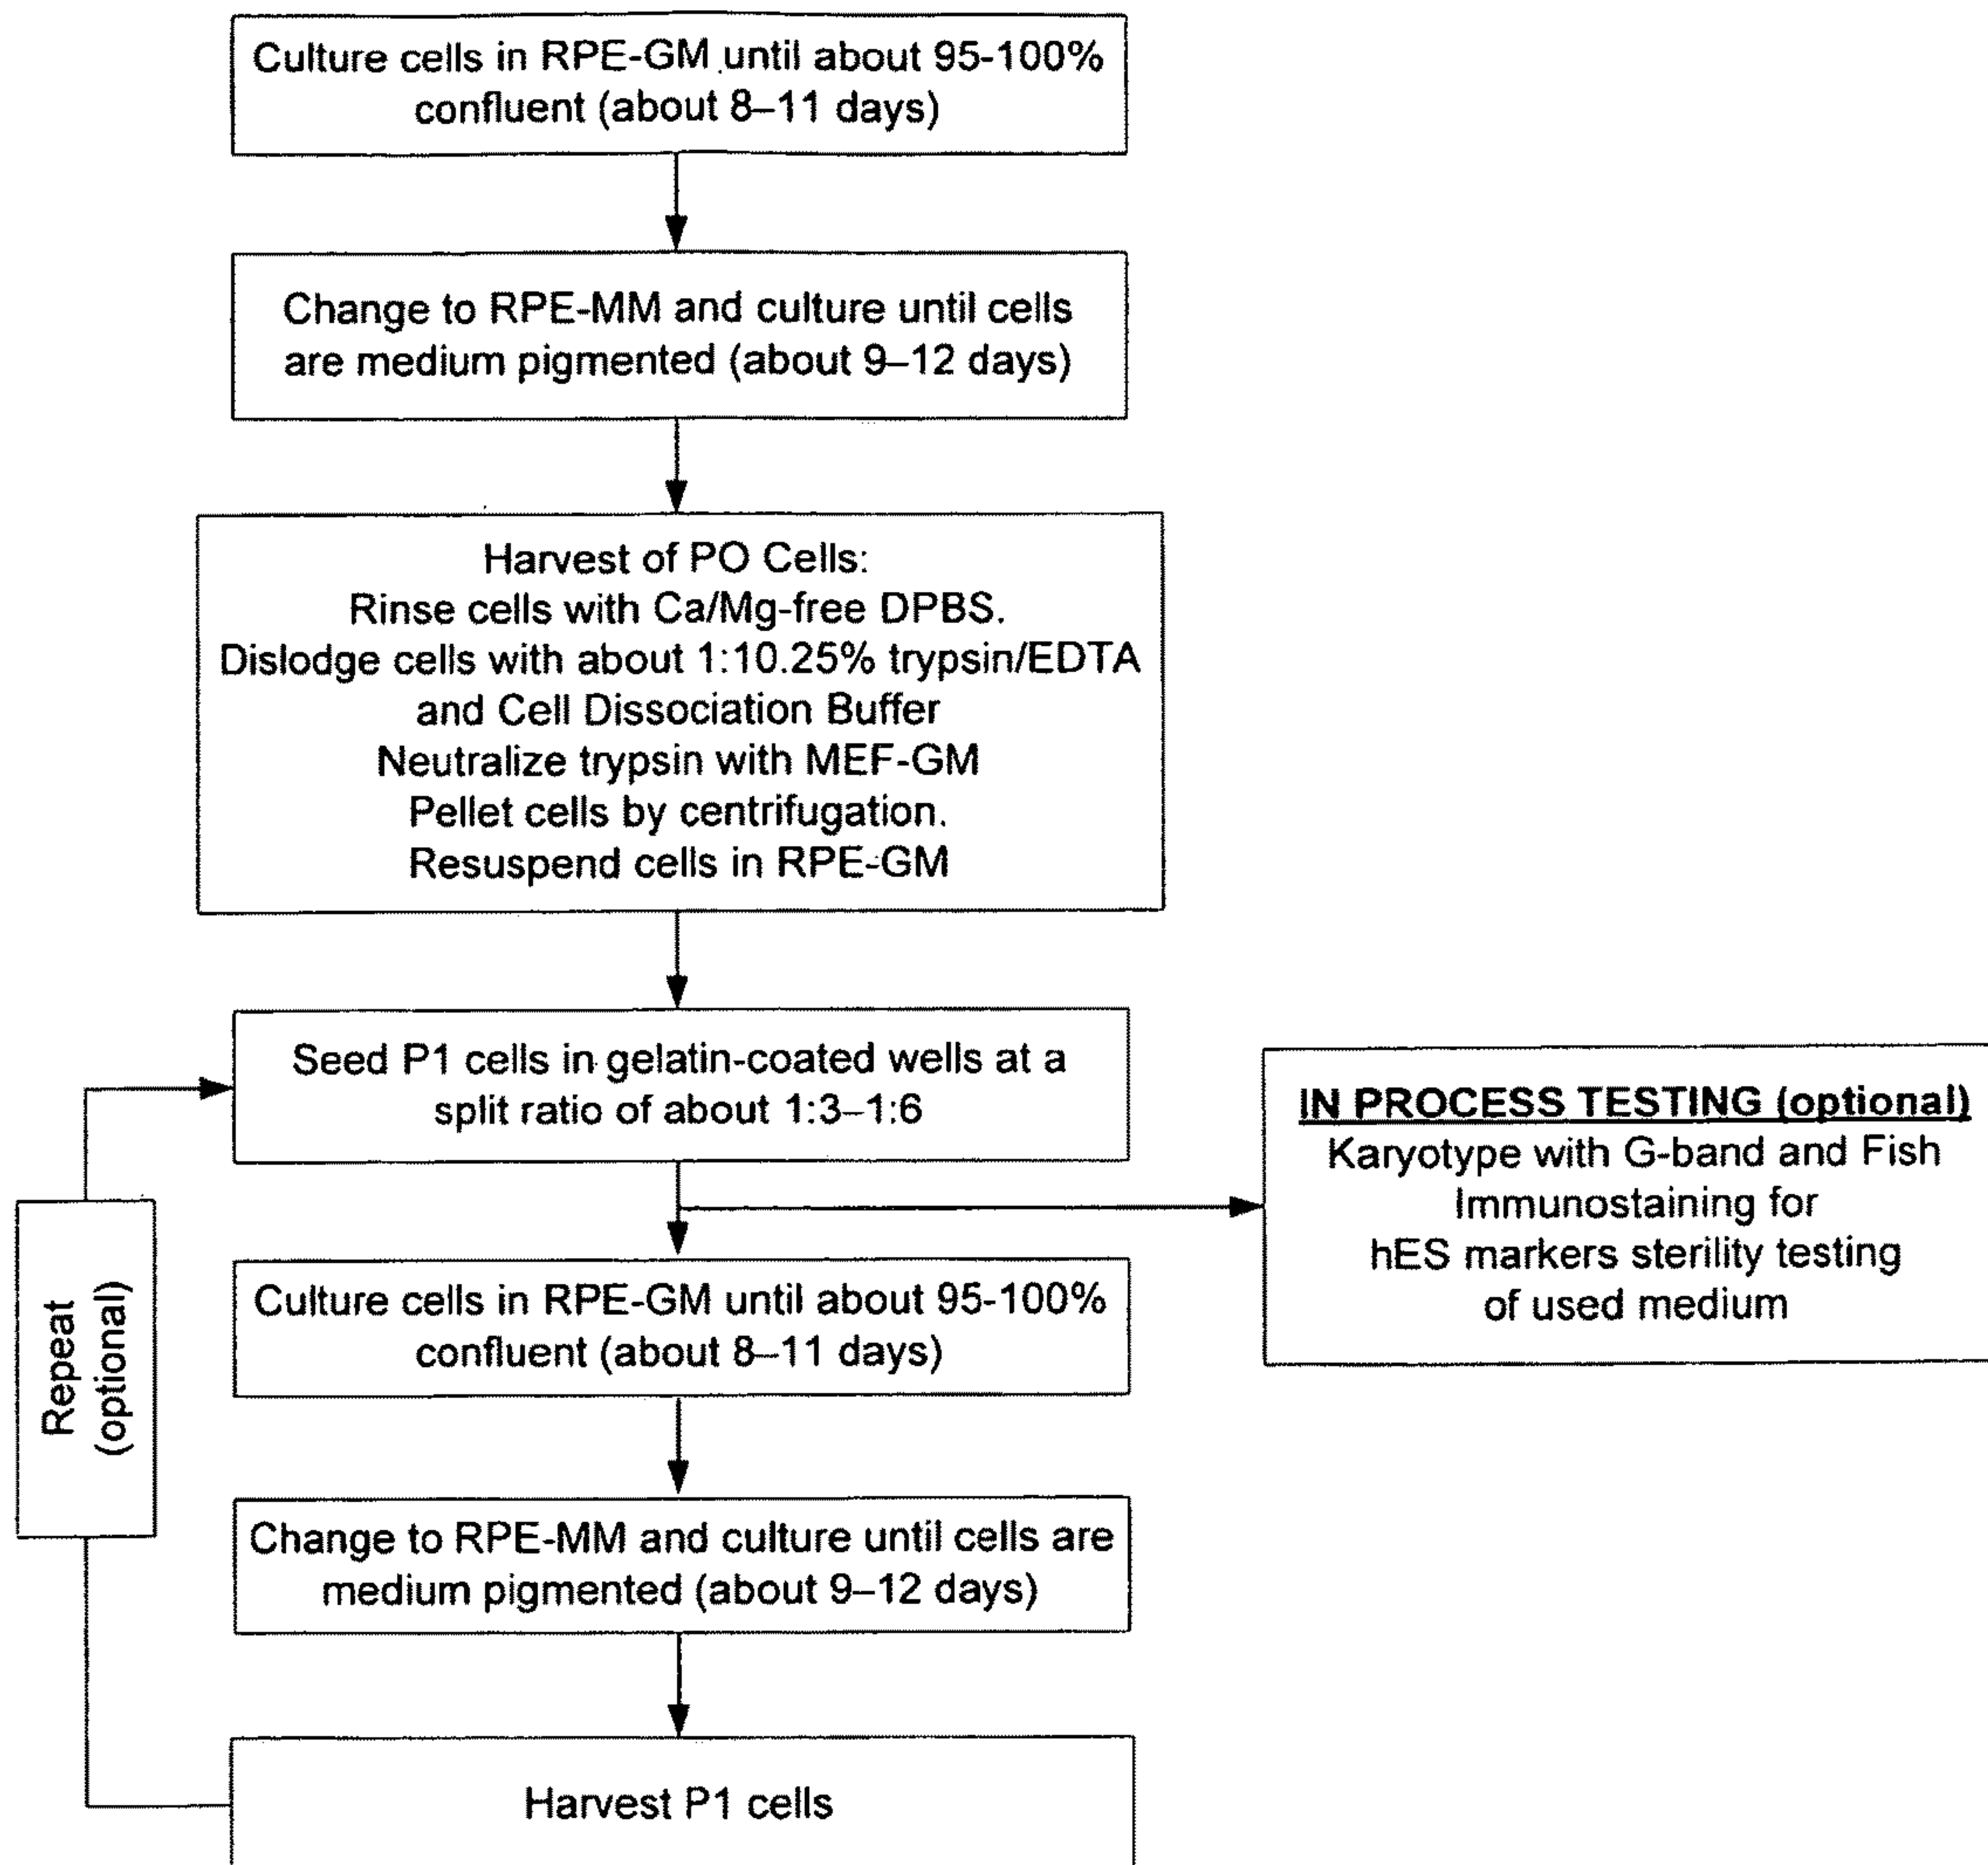 Culture cells in RPE-GM until about 95-100%
confluent (about 8–11 days)
Change to RPE-MM and culture until cells
are medium pigmented (about 9–12 days)
Harvest of PO Cells:
Rinse cells with Ca/Mg-free DPBS.
Dislodge cells with about 1:10.25% trypsin/EDTA
and Cell Dissociation Buffer
Neutralize trypsin with MEF-GM
Pellet cells by centrifugation.
Resuspend cells in RPE-GM
Seed P1 cells in gelatin-coated wells at a
split ratio of about 1:3–1:6
IN PROCESS TESTING (optional)
Karyotype with G-band and Fish
Immunostaining for
hES markers sterility testing
of used medium
Repeat
(optional)
Culture cells in RPE-GM until about 95-100%
confluent (about 8–11 days)
Change to RPE-MM and culture until cells are
medium pigmented (about 9–12 days)
Harvest P1 cells